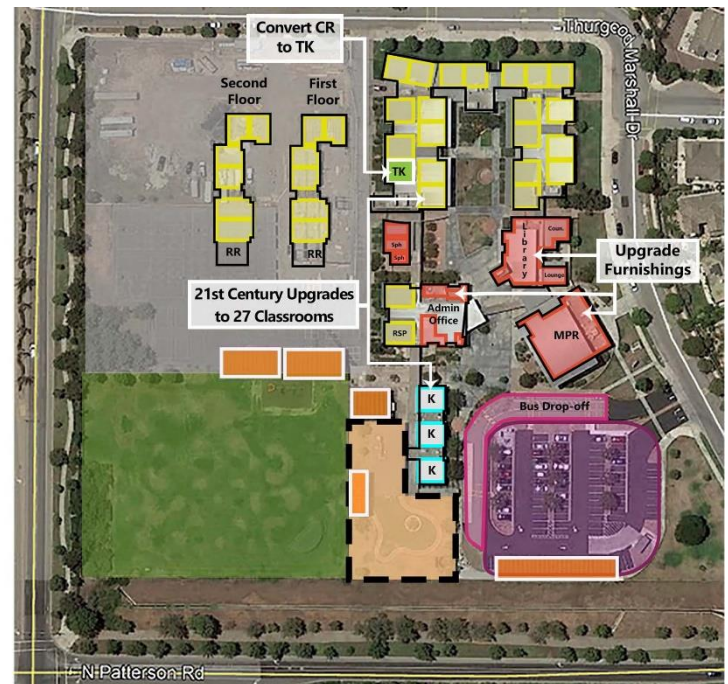 Convert CR
to TK
Thurgood Marshall Dr
Second
Floor
First
Floor
TK
RR
RR
Sph
Sph
Library
Coun.
Lounge
Upgrade
Furnishings
21st Century Upgrades
to 27 Classrooms
RSP
Admin
Office
MPR
K
K
K
Bus Drop-off
K
N Patterson Rd